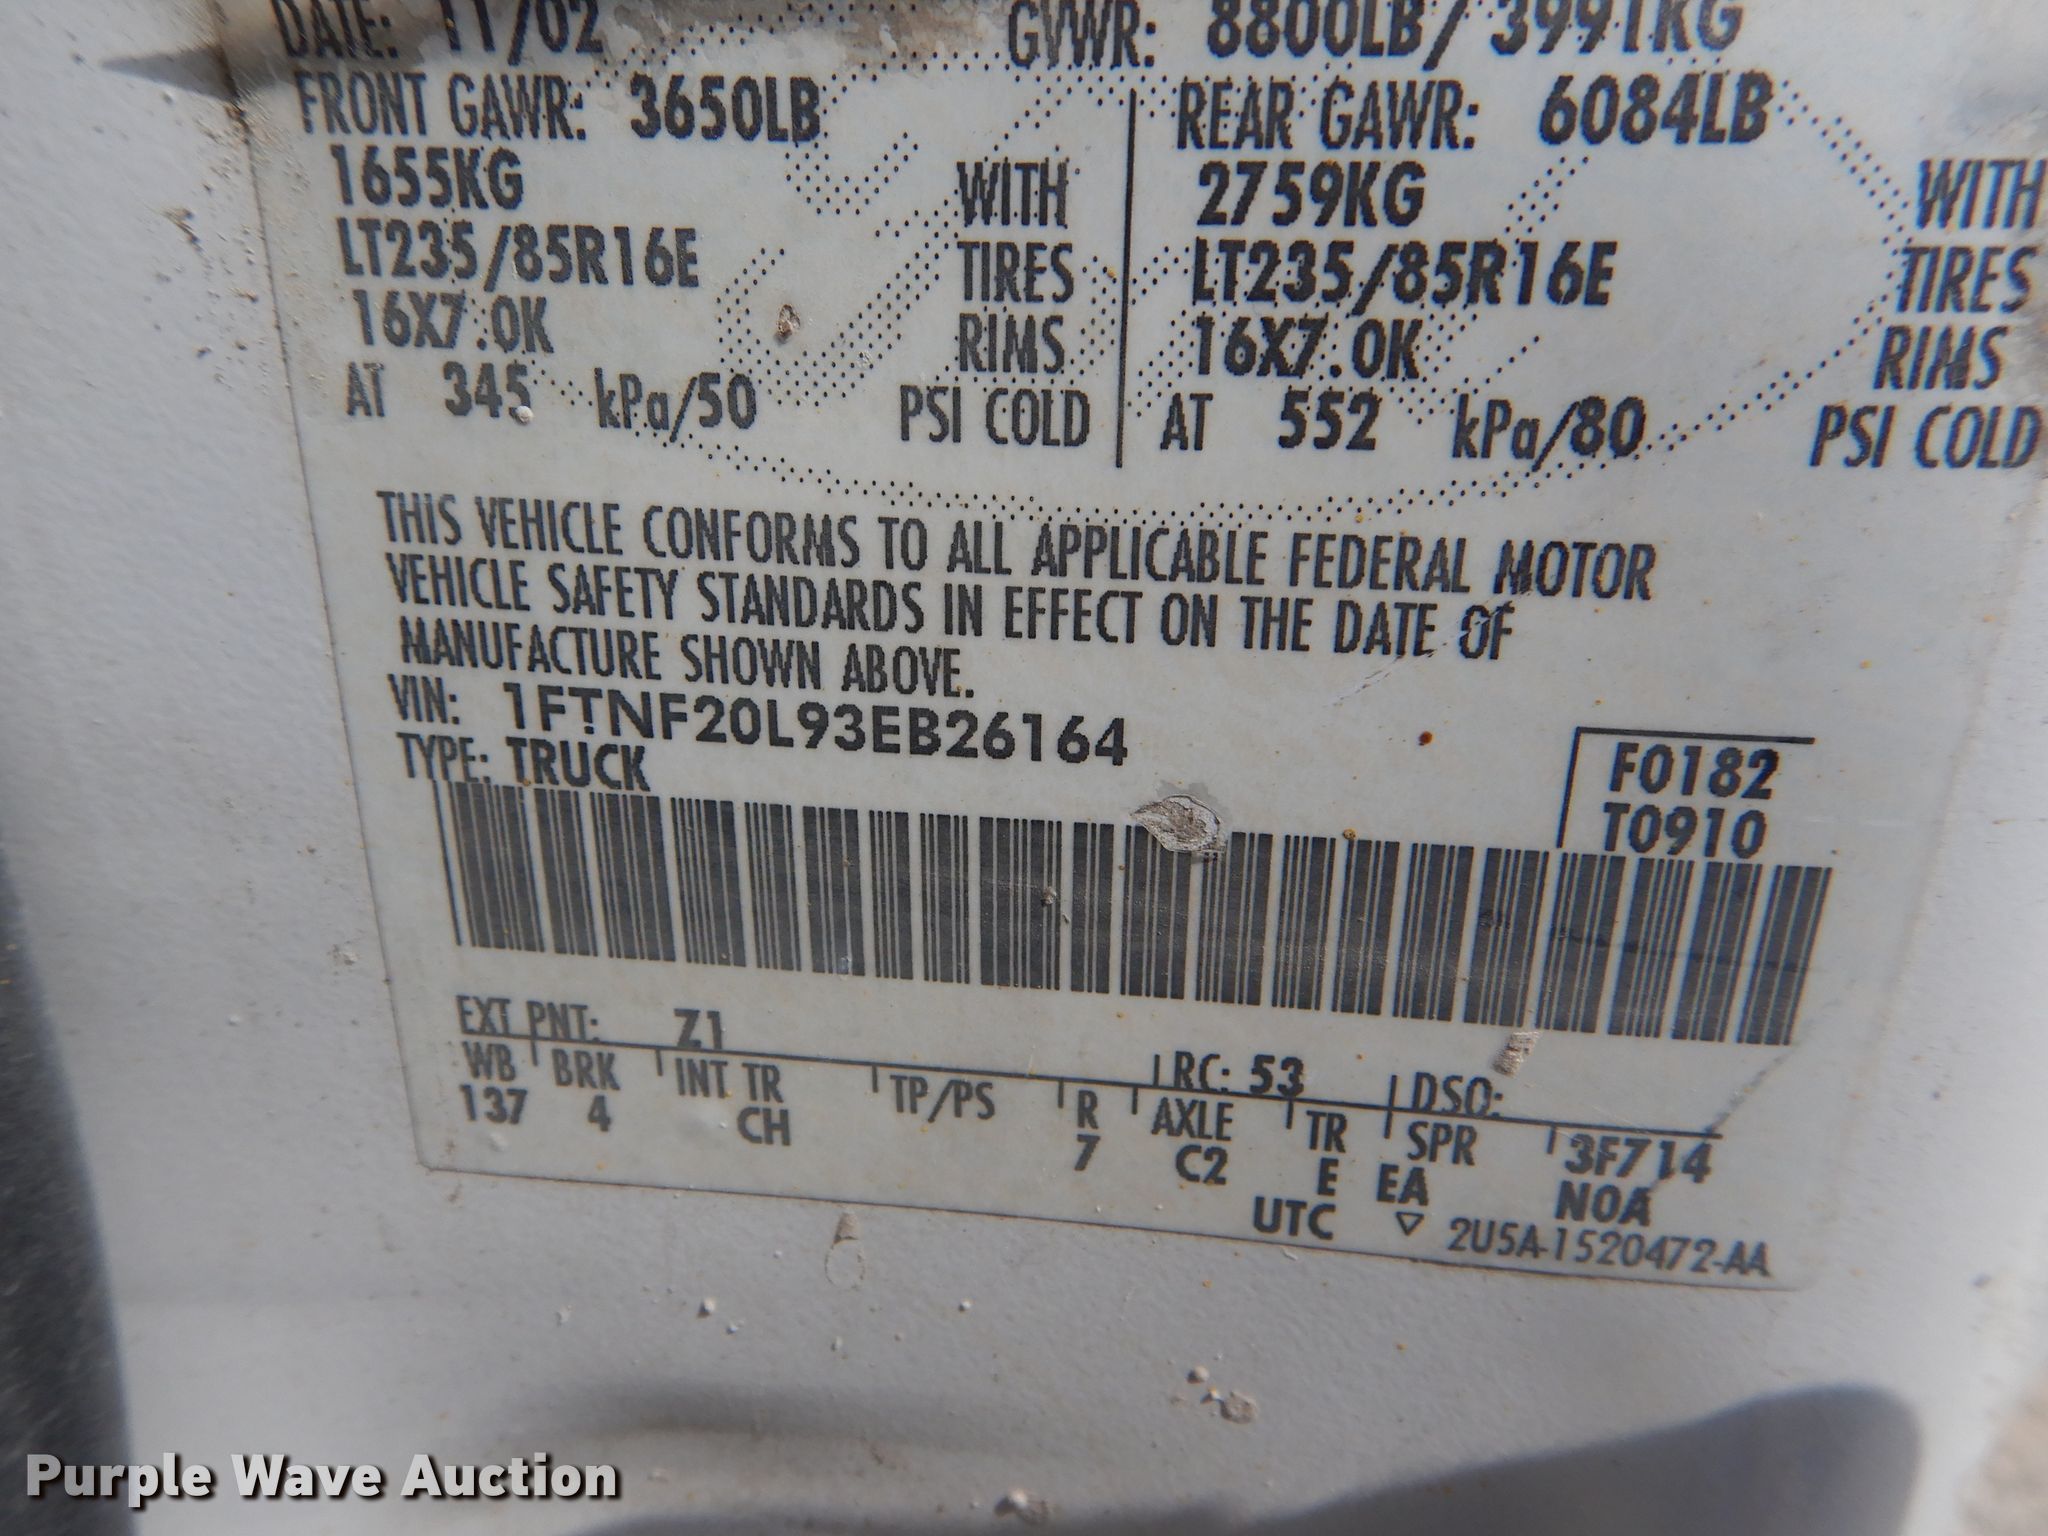 DATE: 11/02 GVWR: 8800LB/3991KG
FRONT GAWR: 3650LB REAR GAWR: 6084LB
1655KG WITH 2759KG WITH
LT235/85R16E TIRES LT235/85R16E TIRES
16X7.0K RIMS 16X7.0K RIMS
AT 345 kPa/50 PSI COLD AT 552 kPa/80 PSI COLD
THIS VEHICLE CONFORMS TO ALL APPLICABLE FEDERAL MOTOR
VEHICLE SAFETY STANDARDS IN EFFECT ON THE DATE OF
MANUFACTURE SHOWN ABOVE.
VIN: 1FTNF20L93EB26164
TYPE: TRUCK
F0182
T0910
EXT PNT: Z1 RC: 53 DSO:
WB BRK INT TR TP/PS R AXLE TR SPR 3F714
137 4 CH 7 C2 E EA NOA
UTC ▽ 2U5A-1520472-AA
Purple Wave Auction